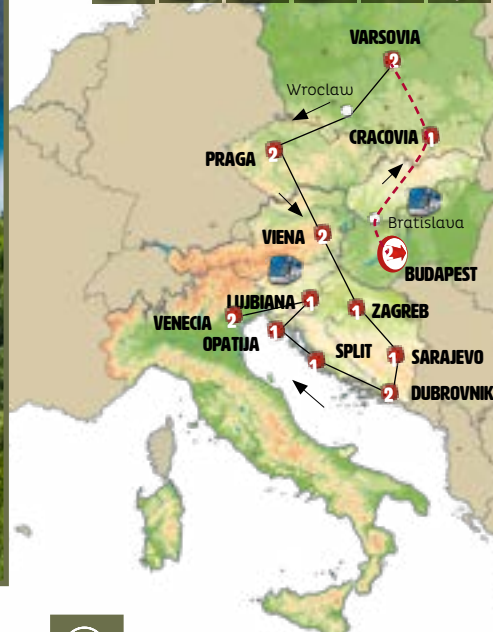 VARSOVIA
2
Wroclaw
CRACOVIA 1
PRAGA 2
Bratislava
VIENA 2
2
BUDAPEST
LIUBIANA 1
1 ZAGREB
VENECIA 2
OPATIJA 1
SPLIT 1
1 SARAJEVO
2 DUBROVNIK